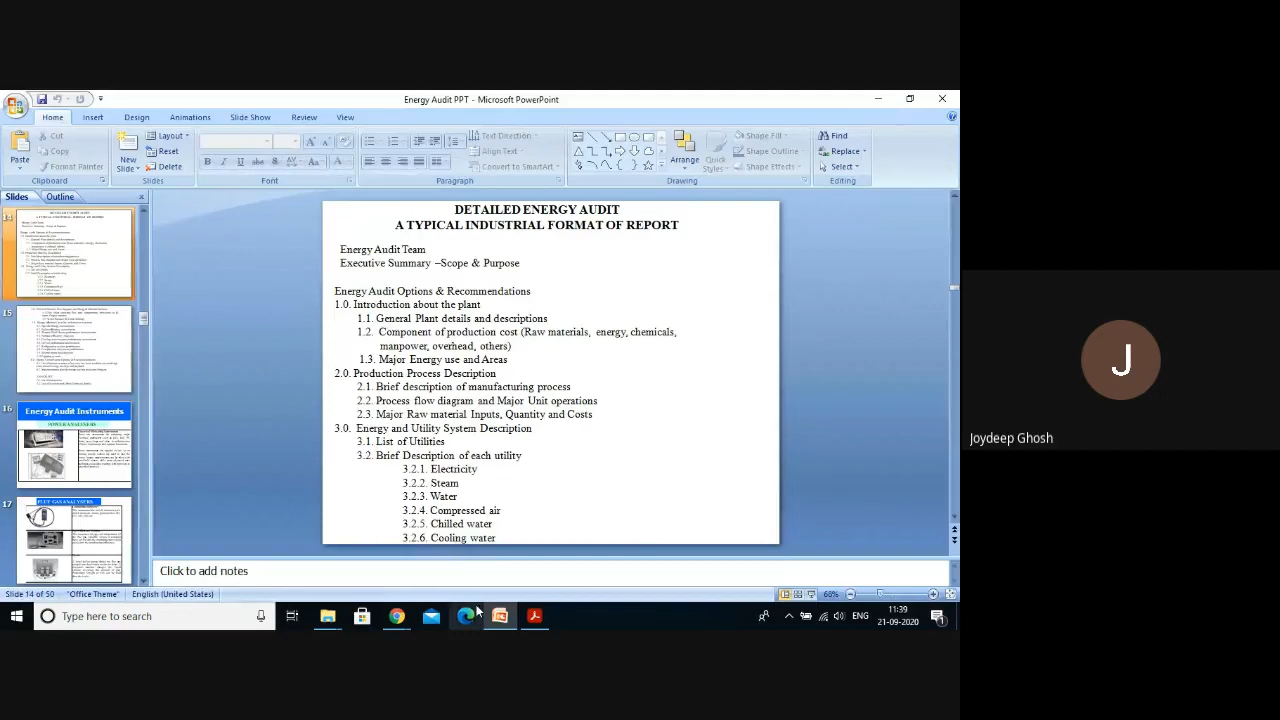 Energy Audit PPT - Microsoft PowerPoint
Home Insert Design Animations Slide Show Review View
Paste
Cut
Copy
Format Painter
Clipboard
New Slide
Layout
Reset
Delete
Slides
Font
Text Direction
Align Text
Convert to SmartArt
Paragraph
Arrange
Quick Styles
Shape Fill
Shape Outline
Shape Effects
Drawing
Find
Replace
Select
Editing
Slides Outline
14
15
16
Energy Audit Instruments
POWER ANALYSERS
17
FLUE GAS ANALYSERS
DETAILED ENERGY AUDIT
A TYPICAL INDUSTRIAL FORMAT OF REPORT
Energy Audit Team
Executive Summary –Scope & Purpose
Energy Audit Options & Recommendations
1.0. Introduction about the plant
1.1. General Plant details and descriptions
1.2. Component of production cost (Raw materials, energy, chemicals,
manpower, overhead, others)
1.3. Major Energy use and Areas
2.0. Production Process Description
2.1. Brief description of manufacturing process
2.2. Process flow diagram and Major Unit operations
2.3. Major Raw material Inputs, Quantity and Costs
3.0. Energy and Utility System Description
3.1. List of Utilities
3.2. Brief Description of each utility
3.2.1. Electricity
3.2.2. Steam
3.2.3. Water
3.2.4. Compressed air
3.2.5. Chilled water
3.2.6. Cooling water
Click to add notes
Slide 14 of 50 "Office Theme" English (United States) 68%
Type here to search
ENG
11:39
21-09-2020
J
Joydeep Ghosh